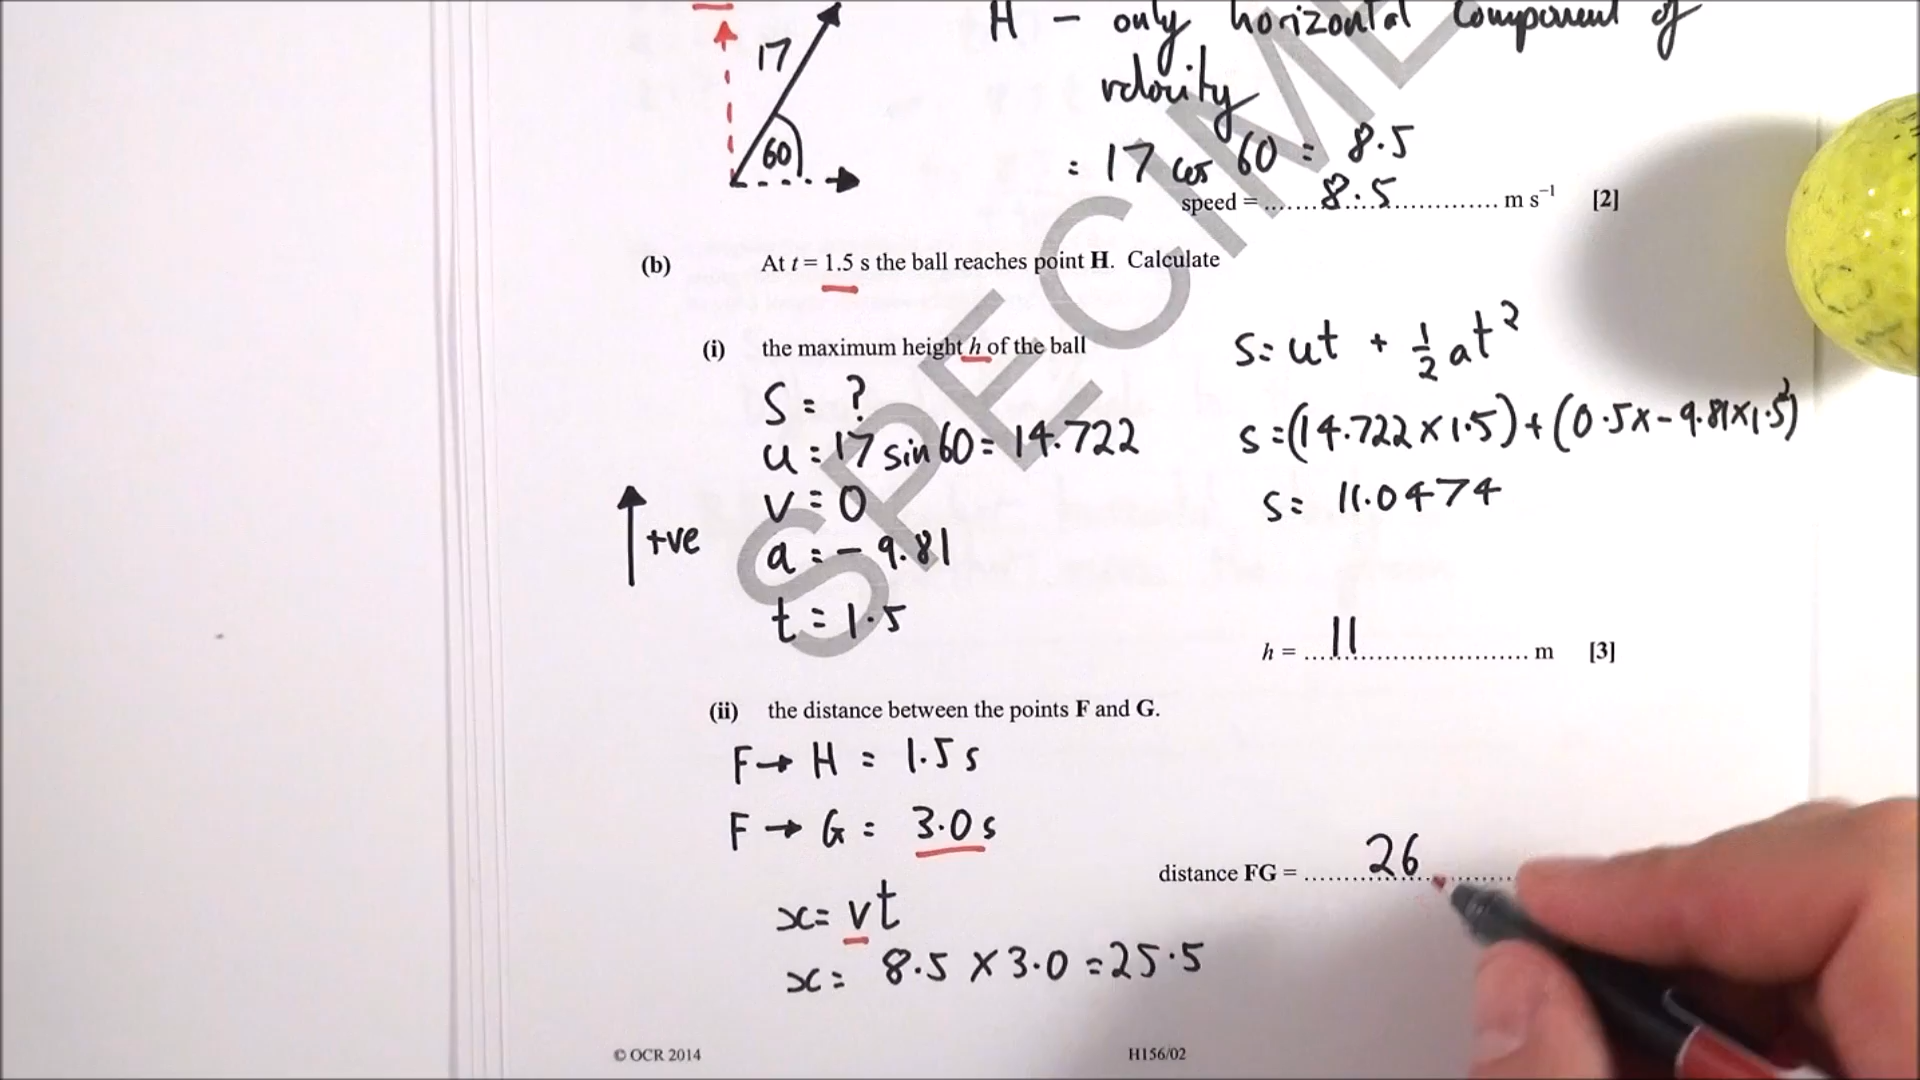 H – only horizontal component of
velocity
17
60
= 17 cos 60 = 8.5
speed = ......8.5...................... m s⁻¹ [2]
(b) At t = 1.5 s the ball reaches point H. Calculate
(i) the maximum height h of the ball
S = ?
u = 17 sin 60 = 14.722
v = 0
+ve
a = - 9.81
t = 1.5
s = ut + ½ at²
s = (14.722 × 1.5) + (0.5 x - 9.81 × 1.5²)
s = 11.0474
h = ....11............................. m [3]
(ii) the distance between the points F and G.
F → H = 1.5 s
F → G = 3.0 s
distance FG = ..........26..............
x = vt
x = 8.5 × 3.0 = 25.5
© OCR 2014 H156/02
SPECIME